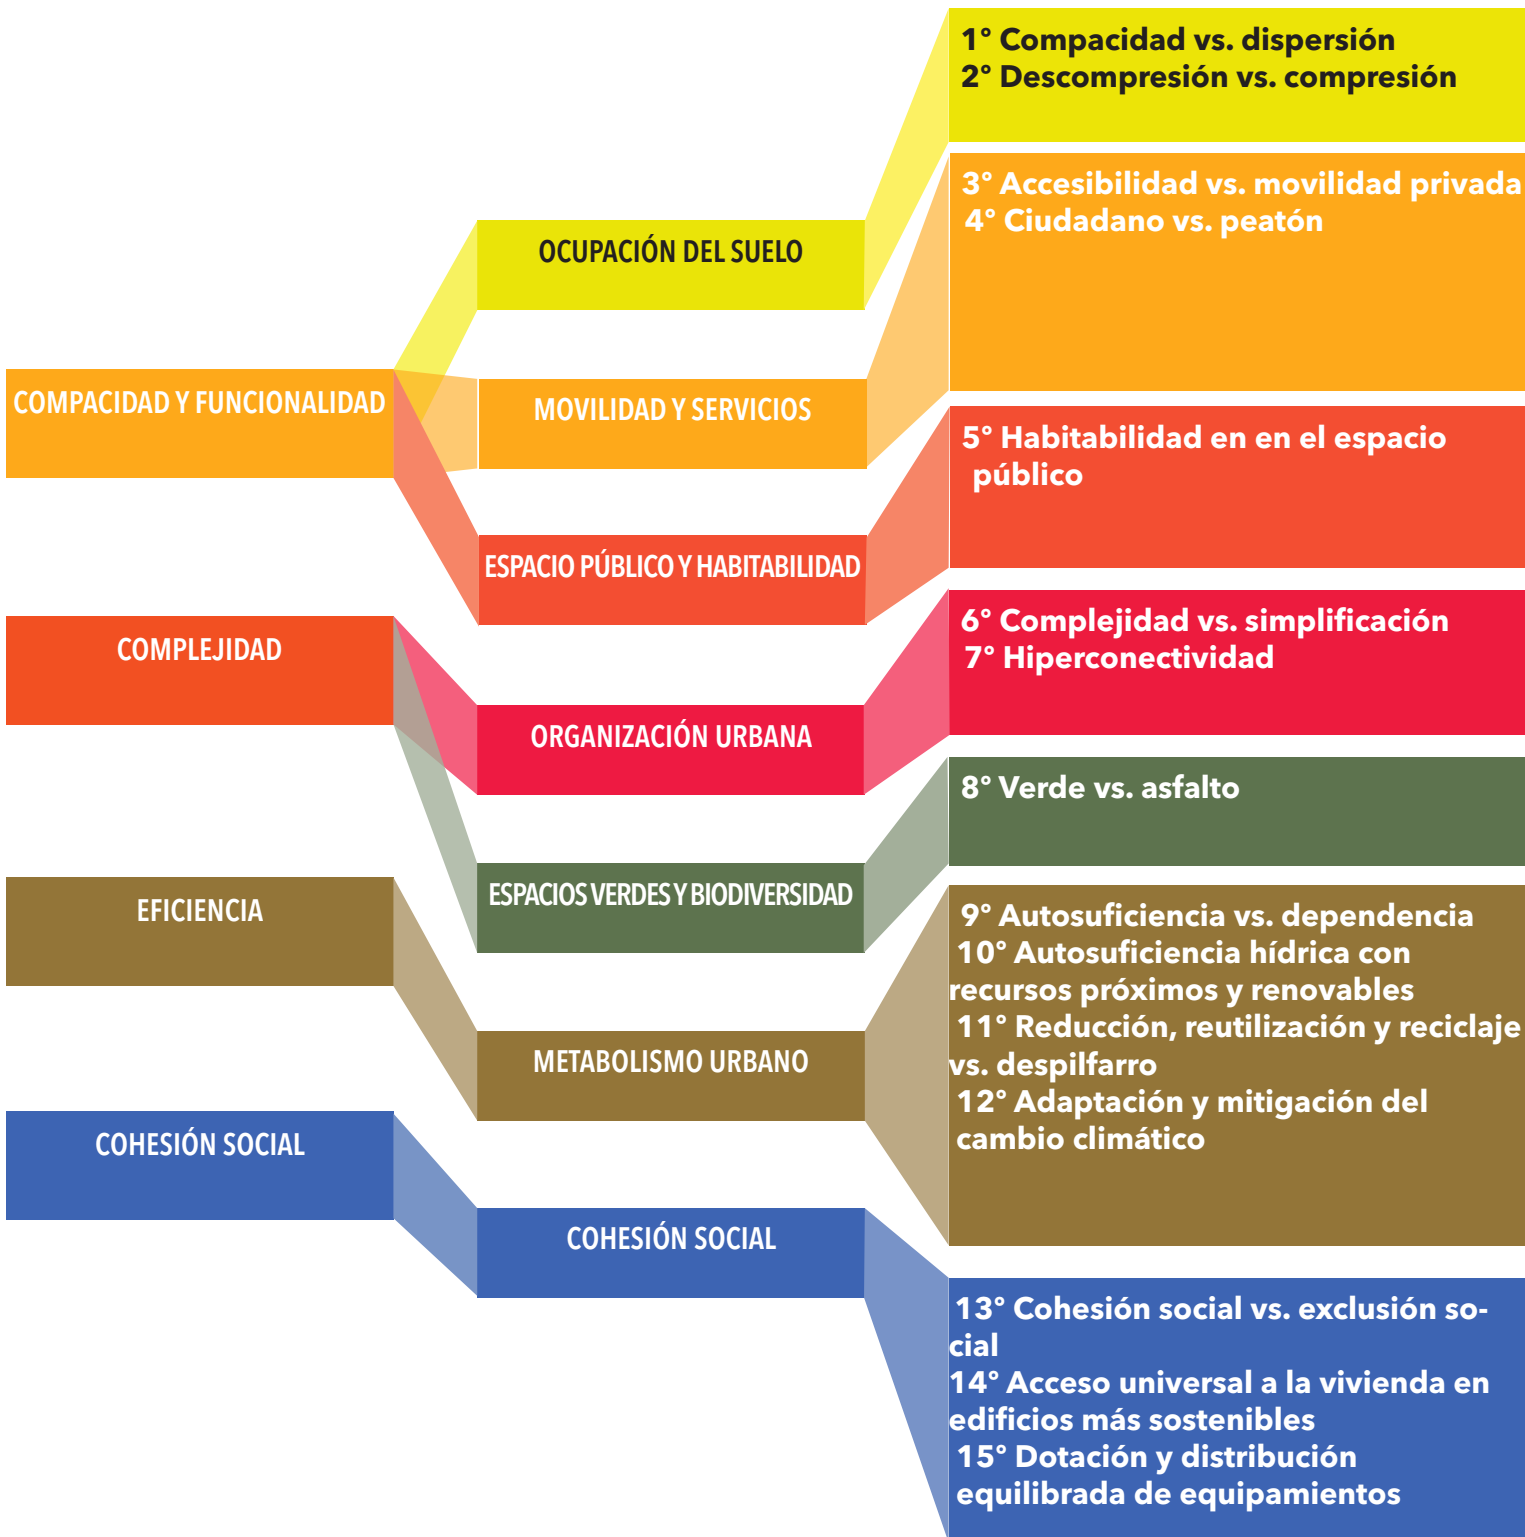 COMPACIDAD Y FUNCIONALIDAD
COMPLEJIDAD
EFICIENCIA
COHESIÓN SOCIAL
OCUPACIÓN DEL SUELO
MOVILIDAD Y SERVICIOS
ESPACIO PÚBLICO Y HABITABILIDAD
ORGANIZACIÓN URBANA
ESPACIOS VERDES Y BIODIVERSIDAD
METABOLISMO URBANO
COHESIÓN SOCIAL
1° Compacidad vs. dispersión
2° Descompresión vs. compresión
3° Accesibilidad vs. movilidad privada
4° Ciudadano vs. peatón
5° Habitabilidad en en el espacio
público
6° Complejidad vs. simplificación
7° Hiperconectividad
8° Verde vs. asfalto
9° Autosuficiencia vs. dependencia
10° Autosuficiencia hídrica con
recursos próximos y renovables
11° Reducción, reutilización y reciclaje
vs. despilfarro
12° Adaptación y mitigación del
cambio climático
13° Cohesión social vs. exclusión so-
cial
14° Acceso universal a la vivienda en
edificios más sostenibles
15° Dotación y distribución
equilibrada de equipamientos